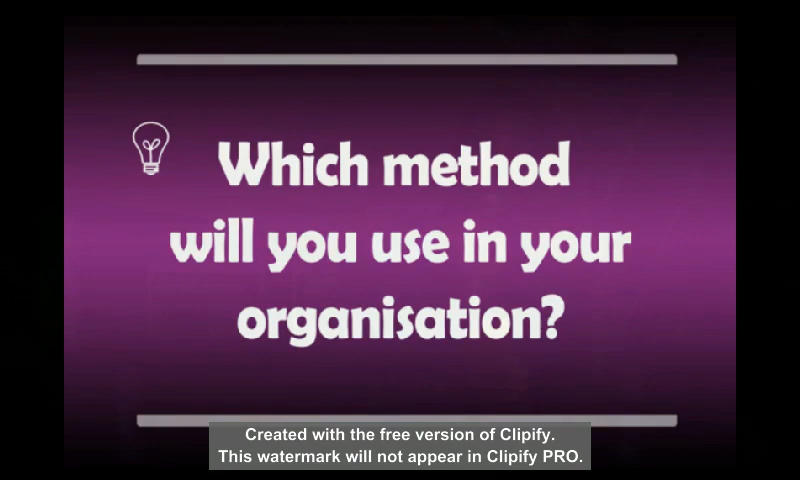 Which method
will you use in your
organisation?
Created with the free version of Clipify.
This watermark will not appear in Clipify PRO.